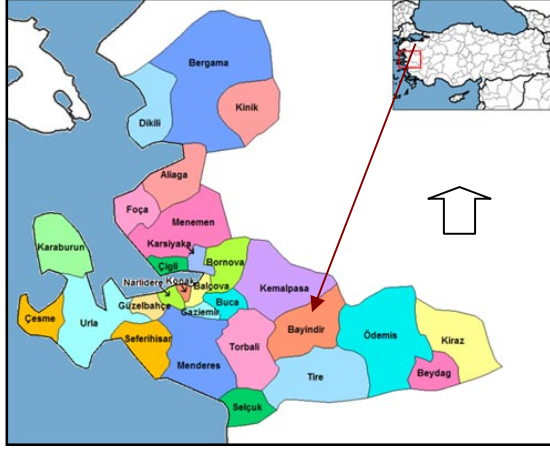 Bergama
Dikili
Kinik
Aliaga
Foça
Menemen
Karsiyaka
Karaburun
Çigli
Bornova
Narlidere
Konak
Balçova
Kemalpasa
Çesme
Urla
Güzelbahçe
Buca
Gaziemir
Seferihisar
Menderes
Torbali
Bayindir
Ödemis
Kiraz
Beydag
Tire
Selçuk